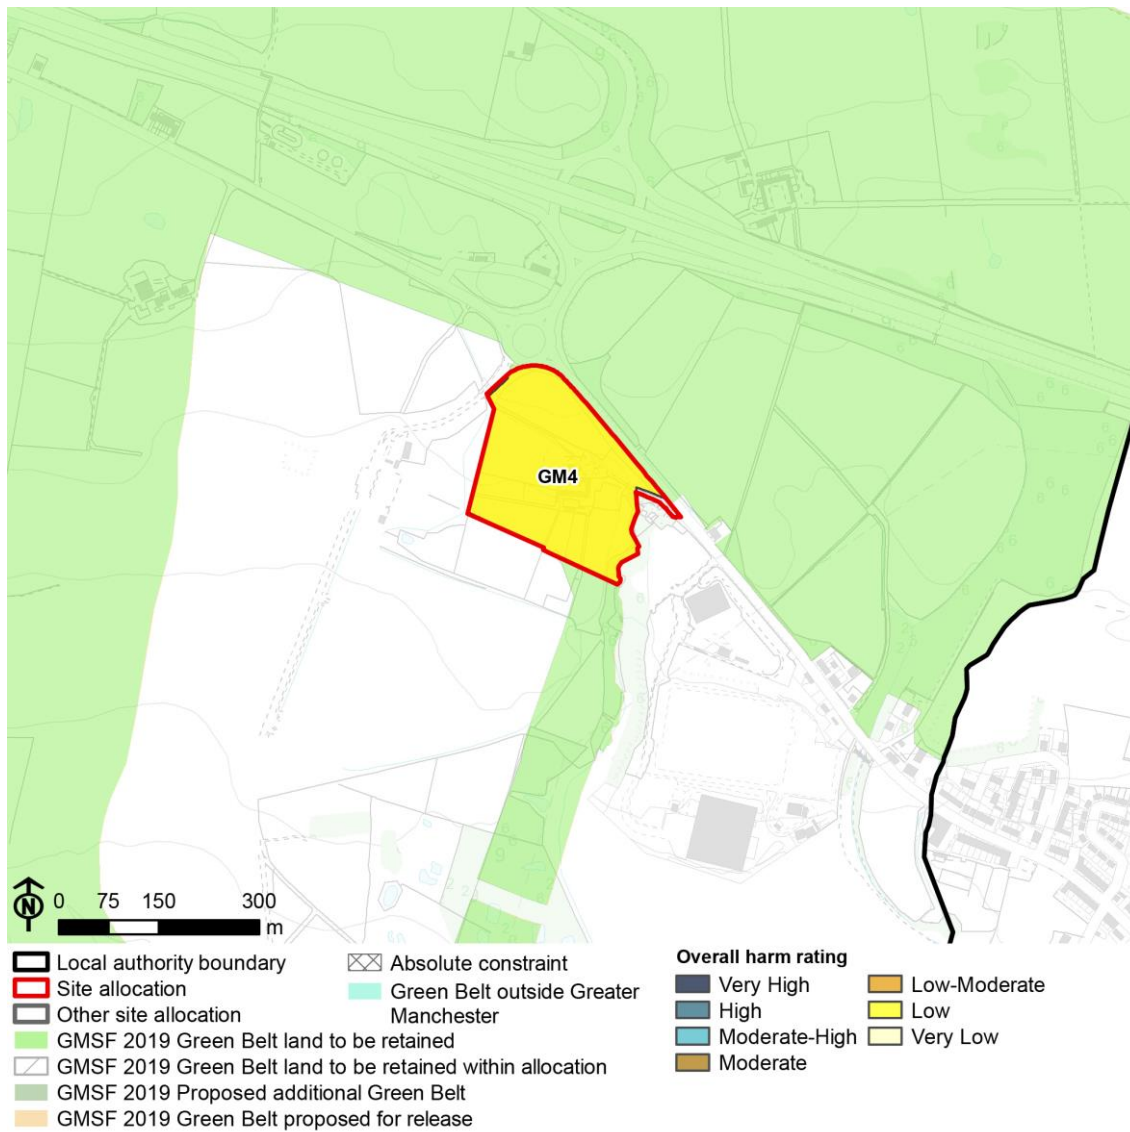 GM4
N
0 75 150 300
m
Local authority boundary
Site allocation
Other site allocation
GMSF 2019 Green Belt land to be retained
GMSF 2019 Green Belt land to be retained within allocation
GMSF 2019 Proposed additional Green Belt
GMSF 2019 Green Belt proposed for release
Absolute constraint
Green Belt outside Greater
Manchester
Overall harm rating
Very High
High
Moderate-High
Moderate
Low-Moderate
Low
Very Low